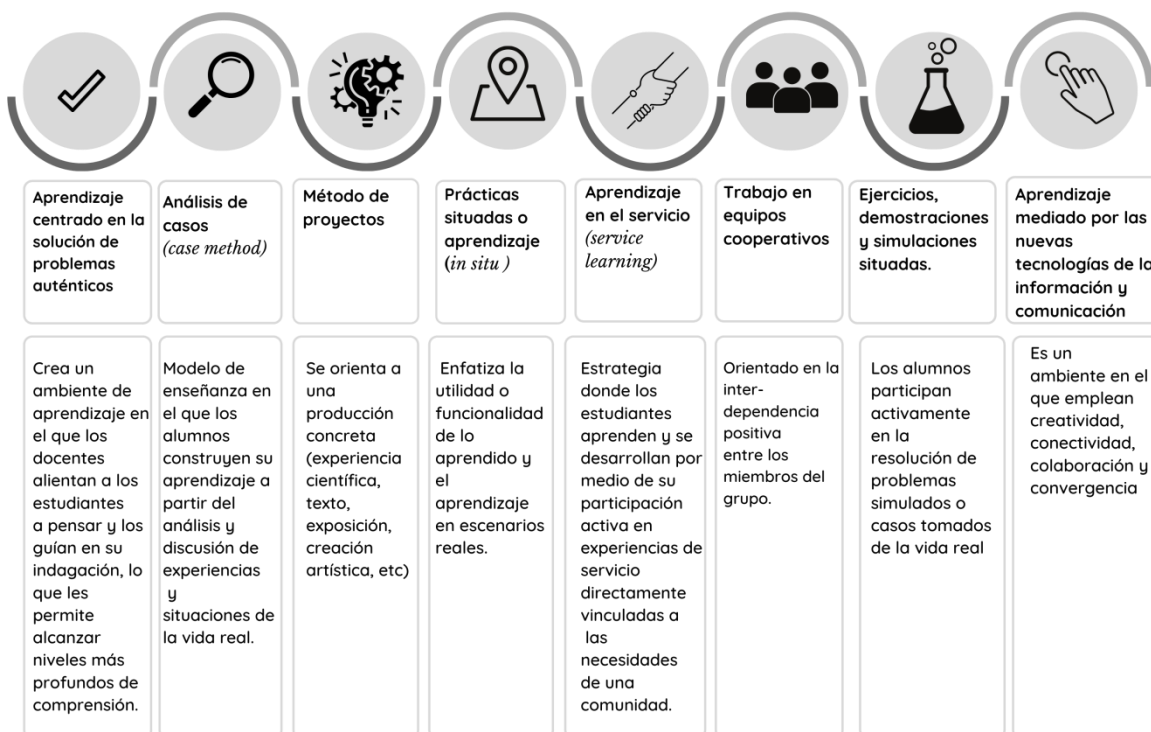 Aprendizaje
centrado en la
solución de
problemas
auténticos
Análisis de
casos
(case method)
Método de
proyectos
Prácticas
situadas o
aprendizaje
(in situ )
Aprendizaje
en el servicio
(service
learning)
Trabajo en
equipos
cooperativos
Ejercicios,
demostraciones
y simulaciones
situadas.
Aprendizaje
mediado por las
nuevas
tecnologías de la
información y
comunicación
Crea un
ambiente de
aprendizaje en
el que los
docentes
alientan a los
estudiantes
a pensar y los
guían en su
indagación, lo
que les
permite
alcanzar
niveles más
profundos de
comprensión.
Modelo de
enseñanza en
el que los
alumnos
construyen su
aprendizaje a
partir del
análisis y
discusión de
experiencias
y
situaciones de
la vida real.
Se orienta a
una
producción
concreta
(experiencia
científica,
texto,
exposición,
creación
artística, etc)
Enfatiza la
utilidad o
funcionalidad
de lo
aprendido y
el
aprendizaje
en escenarios
reales.
Estrategia
donde los
estudiantes
aprenden y se
desarrollan por
medio de su
participación
activa en
experiencias de
servicio
directamente
vinculadas a
las
necesidades
de una
comunidad.
Orientado en la
inter-
dependencia
positiva
entre los
miembros del
grupo.
Los alumnos
participan
activamente
en la
resolución de
problemas
simulados o
casos tomados
de la vida real
Es un
ambiente en el
que emplean
creatividad,
conectividad,
colaboración y
convergencia